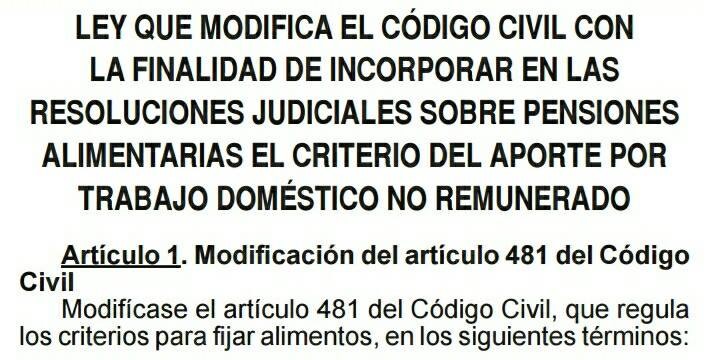 LEY QUE MODIFICA EL CÓDIGO CIVIL CON
LA FINALIDAD DE INCORPORAR EN LAS
RESOLUCIONES JUDICIALES SOBRE PENSIONES
ALIMENTARIAS EL CRITERIO DEL APORTE POR
TRABAJO DOMÉSTICO NO REMUNERADO
Artículo 1. Modificación del artículo 481 del Código
Civil
Modifícase el artículo 481 del Código Civil, que regula
los criterios para fijar alimentos, en los siguientes términos: